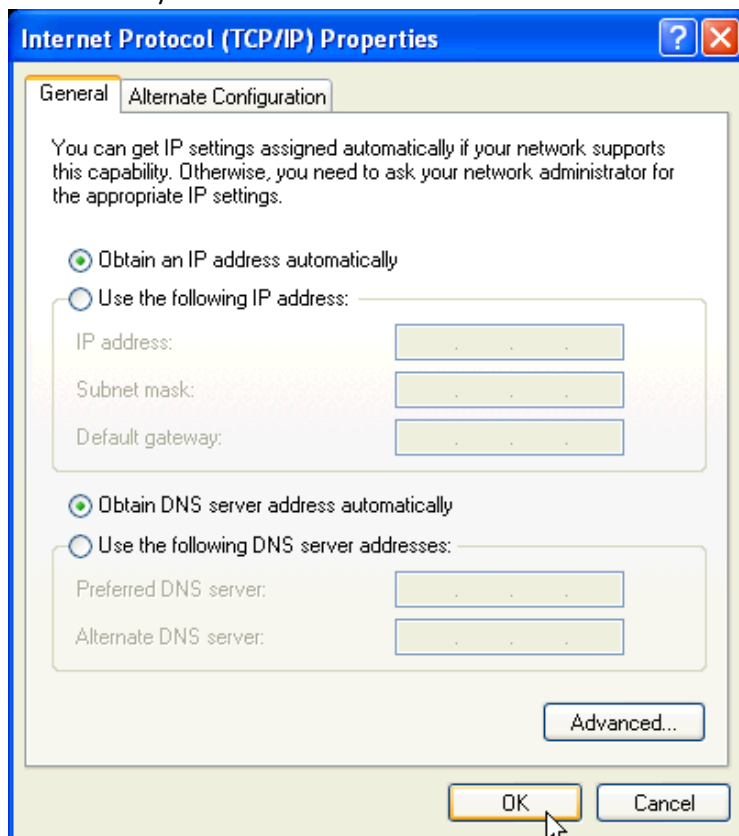 Internet Protocol (TCP/IP) Properties
General
Alternate Configuration
You can get IP settings assigned automatically if your network supports
this capability. Otherwise, you need to ask your network administrator for
the appropriate IP settings.
Obtain an IP address automatically
Use the following IP address:
IP address:
Subnet mask:
Default gateway:
Obtain DNS server address automatically
Use the following DNS server addresses:
Preferred DNS server:
Alternate DNS server:
Advanced...
OK
Cancel